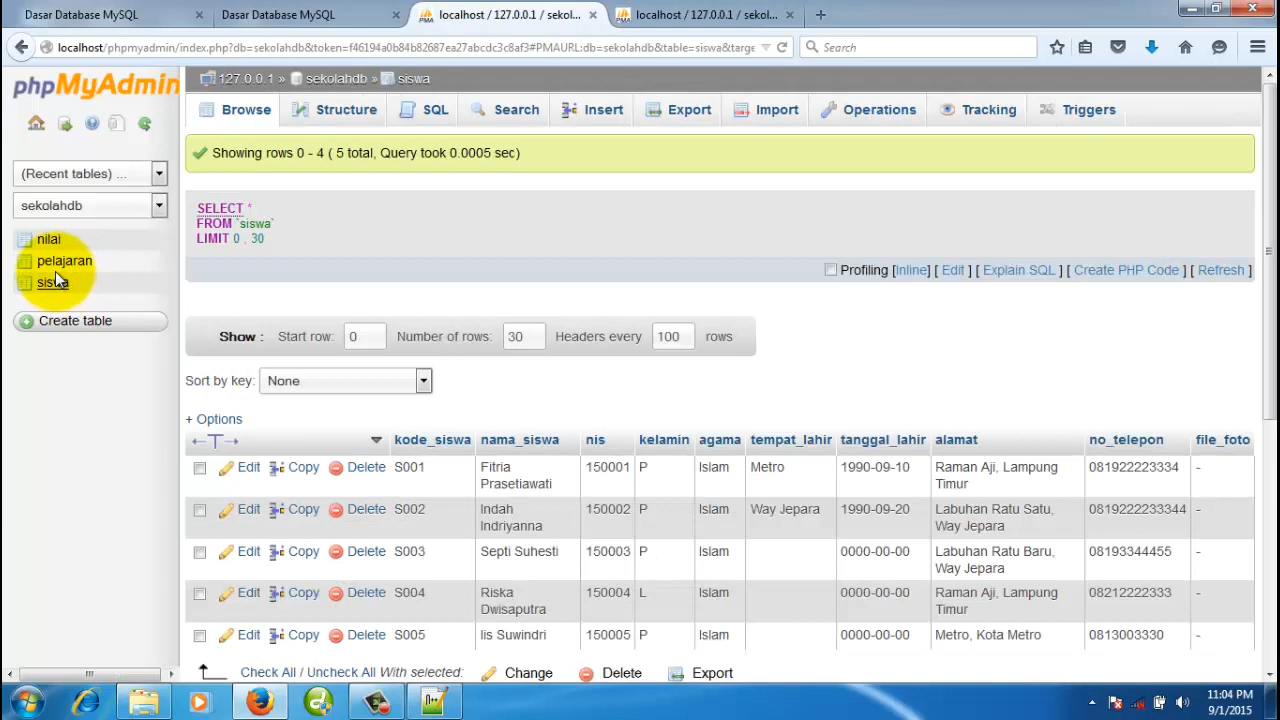 Dasar Database MySQL
Dasar Database MySQL
localhost / 127.0.0.1 / sekol...
localhost / 127.0.0.1 / sekol...
localhost/phpmyadmin/index.php?db=sekolahdb&token=f46194a0b84b82687ea27abcdc3c8af3#PMAURL:db=sekolahdb&table=siswa&targe
Search
phpMyAdmin
127.0.0.1 » sekolahdb » siswa
Browse Structure SQL Search Insert Export Import Operations Tracking Triggers
Showing rows 0 - 4 ( 5 total, Query took 0.0005 sec)
(Recent tables) ...
sekolahdb
nilai
pelajaran
siswa
Create table
SELECT *
FROM `siswa`
LIMIT 0 , 30
Profiling [Inline] [ Edit ] [ Explain SQL ] [ Create PHP Code ] [ Refresh ]
Show : Start row: 0 Number of rows: 30 Headers every 100 rows
Sort by key: None
+ Options
←T→ kode_siswa nama_siswa nis kelamin agama tempat_lahir tanggal_lahir alamat no_telepon file_foto
Edit Copy Delete S001 Fitria Prasetiawati 150001 P Islam Metro 1990-09-10 Raman Aji, Lampung Timur 081922223334 -
Edit Copy Delete S002 Indah Indriyanna 150002 P Islam Way Jepara 1990-09-20 Labuhan Ratu Satu, Way Jepara 0819222233344 -
Edit Copy Delete S003 Septi Suhesti 150003 P Islam 0000-00-00 Labuhan Ratu Baru, Way Jepara 08193344455 -
Edit Copy Delete S004 Riska Dwisaputra 150004 L Islam 0000-00-00 Raman Aji, Lampung Timur 08212222333 -
Edit Copy Delete S005 Iis Suwindri 150005 P Islam 0000-00-00 Metro, Kota Metro 0813003330 -
Check All / Uncheck All With selected: Change Delete Export
11:04 PM
9/1/2015